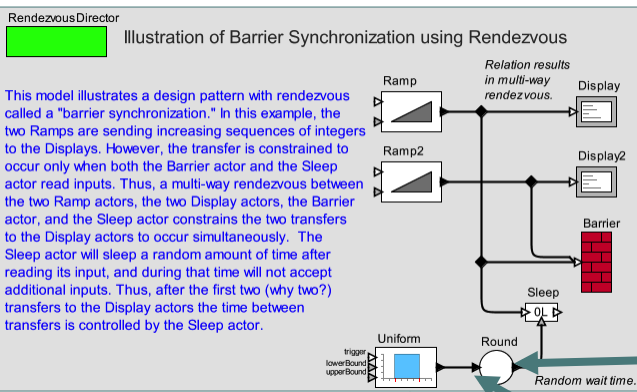 RendezvousDirector
Illustration of Barrier Synchronization using Rendezvous
This model illustrates a design pattern with rendezvous
called a "barrier synchronization." In this example, the
two Ramps are sending increasing sequences of integers
to the Displays. However, the transfer is constrained to
occur only when both the Barrier actor and the Sleep
actor read inputs. Thus, a multi-way rendezvous between
the two Ramp actors, the two Display actors, the Barrier
actor, and the Sleep actor constrains the two transfers
to the Display actors to occur simultaneously. The
Sleep actor will sleep a random amount of time after
reading its input, and during that time will not accept
additional inputs. Thus, after the first two (why two?)
transfers to the Display actors the time between
transfers is controlled by the Sleep actor.
Relation results
in multi-way
rendezvous.
Ramp
Display
Ramp2
Display2
Barrier
Sleep
0L
Uniform
trigger
lowerBound
upperBound
Round
Random wait time.